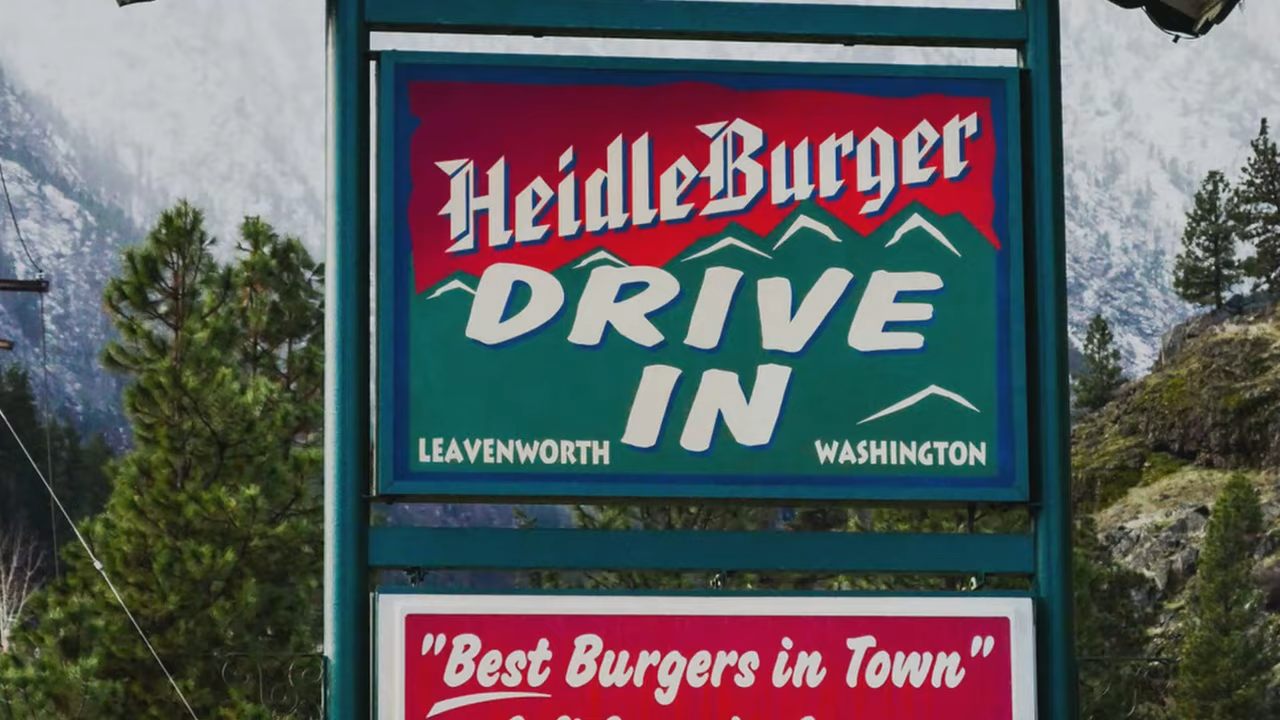 HeidleBurger
DRIVE
IN
LEAVENWORTH
WASHINGTON
"Best Burgers in Town"